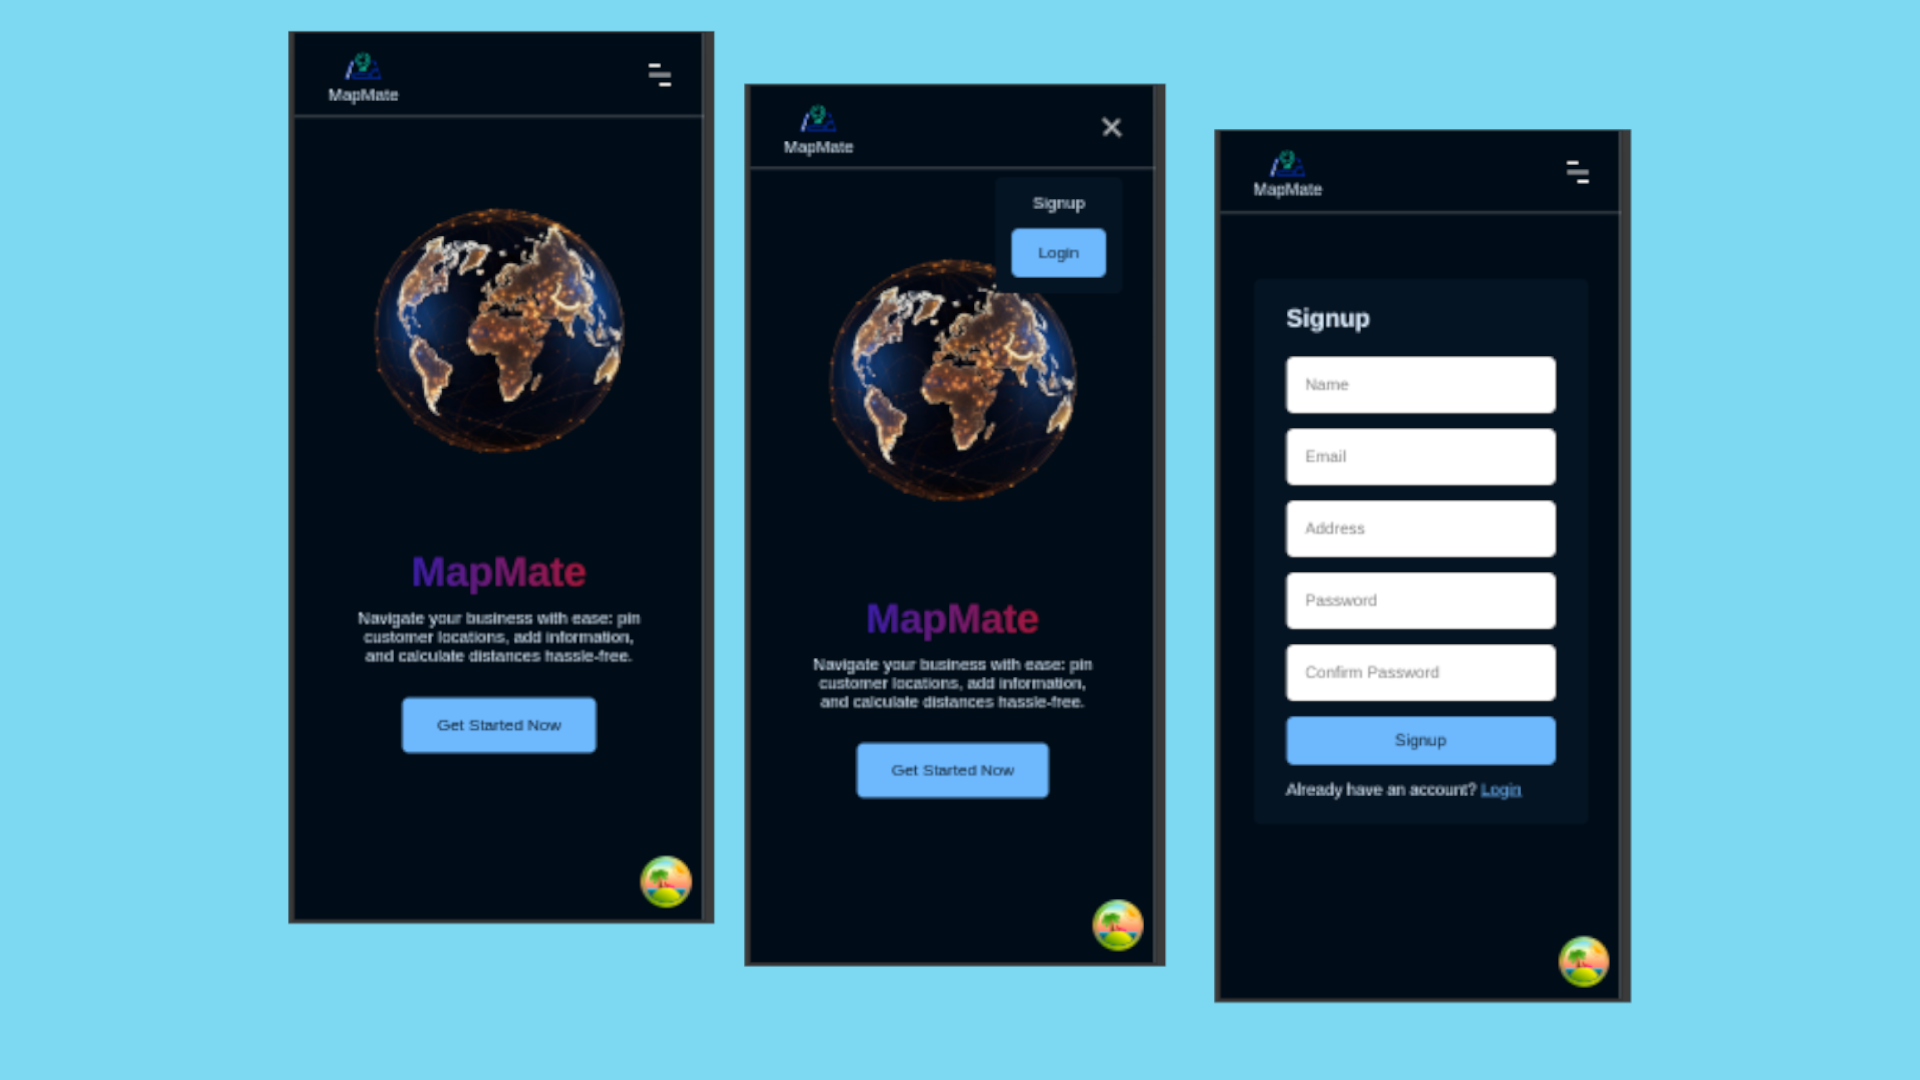 MapMate
MapMate
Navigate your business with ease: pin
customer locations, add information,
and calculate distances hassle-free.
Get Started Now
MapMate
Signup
Login
MapMate
Navigate your business with ease: pin
customer locations, add information,
and calculate distances hassle-free.
Get Started Now
MapMate
Signup
Name
Email
Address
Password
Confirm Password
Signup
Already have an account? Login